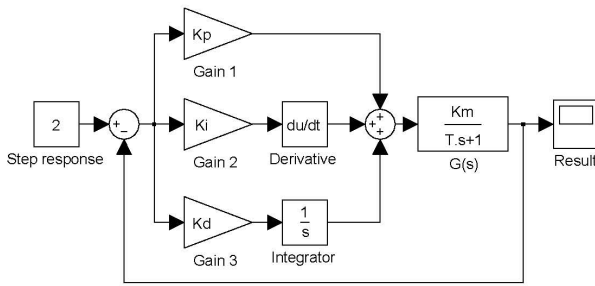 Kp
Gain 1
2
Step response
+
−
Ki
Gain 2
du/dt
Derivative
+
+
+
Km
T.s+1
G(s)
Result
Kd
Gain 3
1
s
Integrator